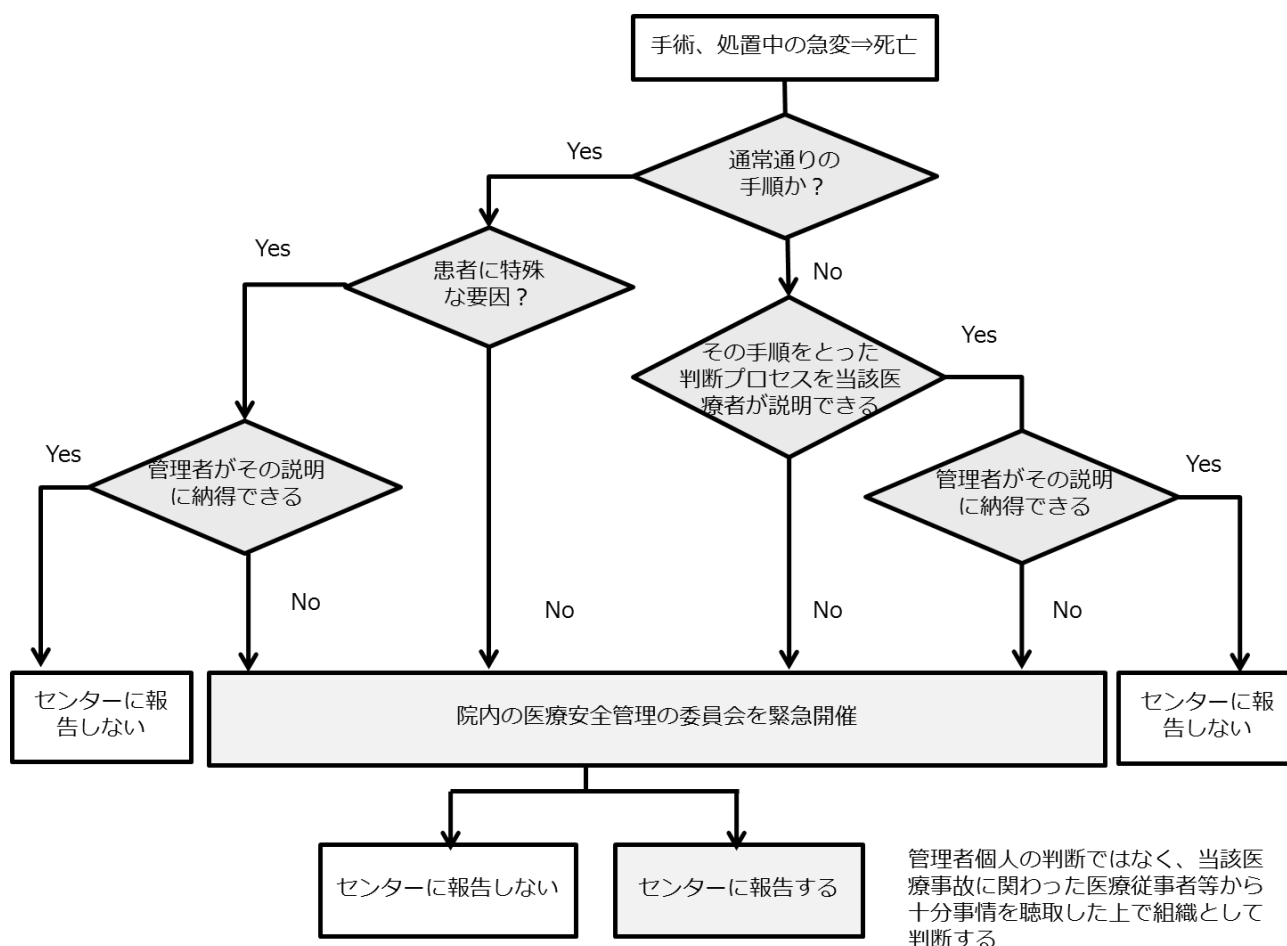 手術、処置中の急変⇒死亡
Yes
通常通りの
手順か？
Yes
患者に特殊
な要因？
No
その手順をとった
判断プロセスを当該医
療者が説明できる
Yes
Yes
管理者がその説明
に納得できる
管理者がその説明
に納得できる
Yes
No
No
No
No
センターに報
告しない
院内の医療安全管理の委員会を緊急開催
センターに報
告しない
センターに報告しない
センターに報告する
管理者個人の判断ではなく、当該医
療事故に関わった医療従事者等から
十分事情を聴取した上で組織として
判断する